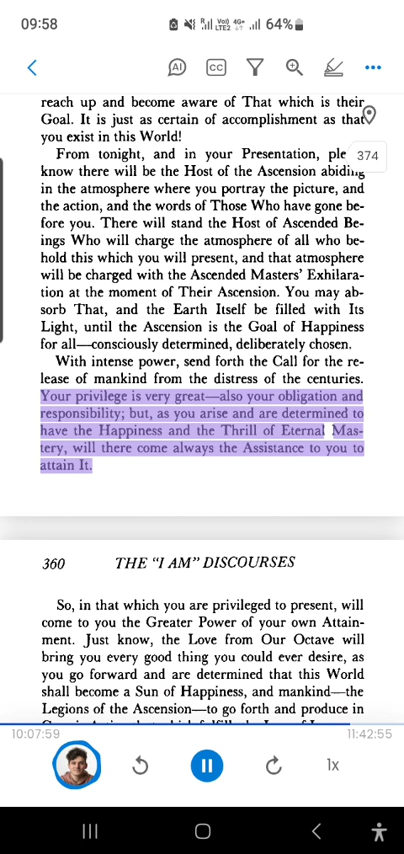 09:58
64%
AI
CC
reach up and become aware of That which is their
Goal. It is just as certain of accomplishment as that
you exist in this World!
374
From tonight, and in your Presentation,
know there will be the Host of the Ascension abiding
in the atmosphere where you portray the picture, and
the action, and the words of Those Who have gone be-
fore you. There will stand the Host of Ascended Be-
ings Who will charge the atmosphere of all who be-
hold this which you will present, and that atmosphere
will be charged with the Ascended Masters' Exhilara-
tion at the moment of Their Ascension. You may ab-
sorb That, and the Earth Itself be filled with Its
Light, until the Ascension is the Goal of Happiness
for all—consciously determined, deliberately chosen.
With intense power, send forth the Call for the re-
lease of mankind from the distress of the centuries.
Your privilege is very great—also your obligation and
responsibility; but, as you arise and are determined to
have the Happiness and the Thrill of Eternal Mas-
tery, will there come always the Assistance to you to
attain It.
360 THE "I AM" DISCOURSES
So, in that which you are privileged to present, will
come to you the Greater Power of your own Attain-
ment. Just know, the Love from Our Octave will
bring you every good thing you could ever desire, as
you go forward and are determined that this World
shall become a Sun of Happiness, and mankind—the
Legions of the Ascension—to go forth and produce in
10:07:59
11:42:55
1x